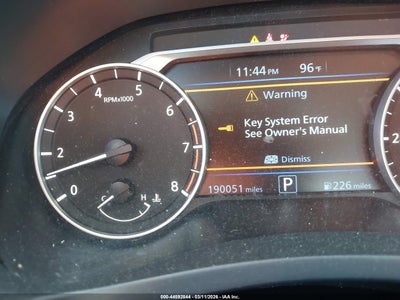 11:44 PM 96°F
Warning
Key System Error
See Owner's Manual
Dismiss
190051 miles P 226 miles
RPMx1000
0
2
3
4
5
6
7
8
C H
000-44692844 - 03/11/2026 - IAA Inc.